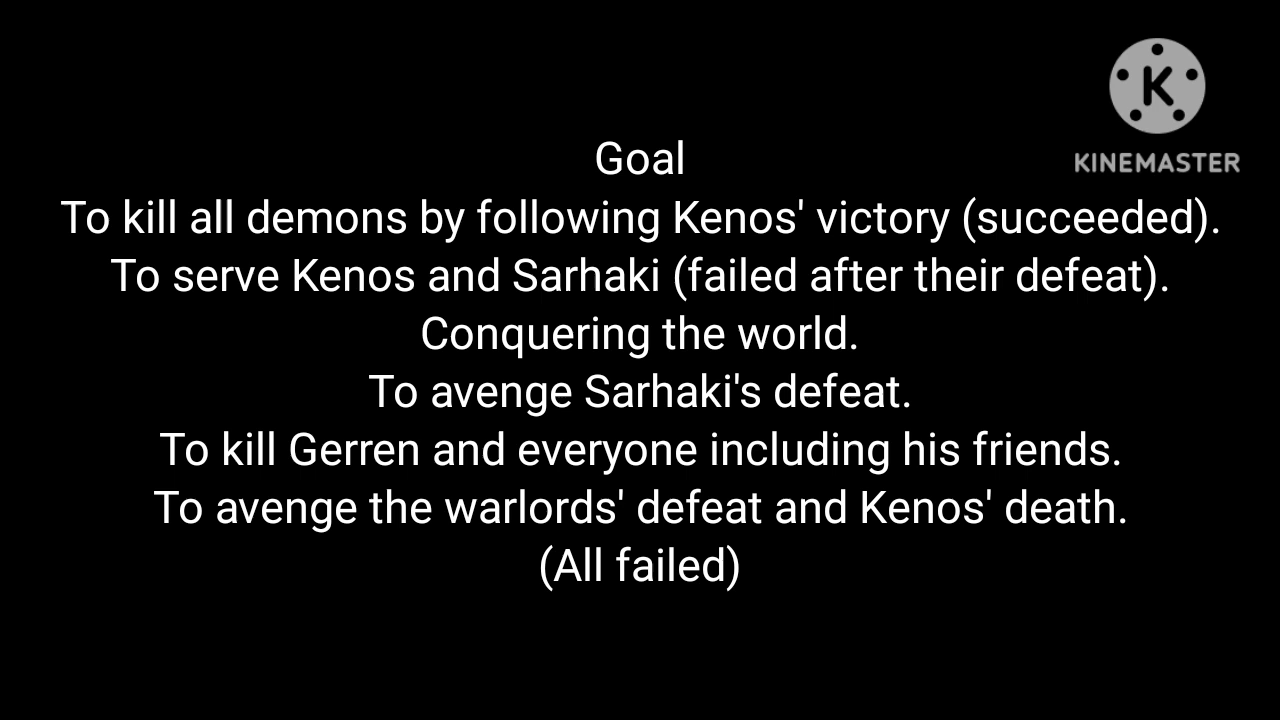 Goal
To kill all demons by following Kenos' victory (succeeded).
To serve Kenos and Sarhaki (failed after their defeat).
Conquering the world.
To avenge Sarhaki's defeat.
To kill Gerren and everyone including his friends.
To avenge the warlords' defeat and Kenos' death.
(All failed)
K
KINEMASTER